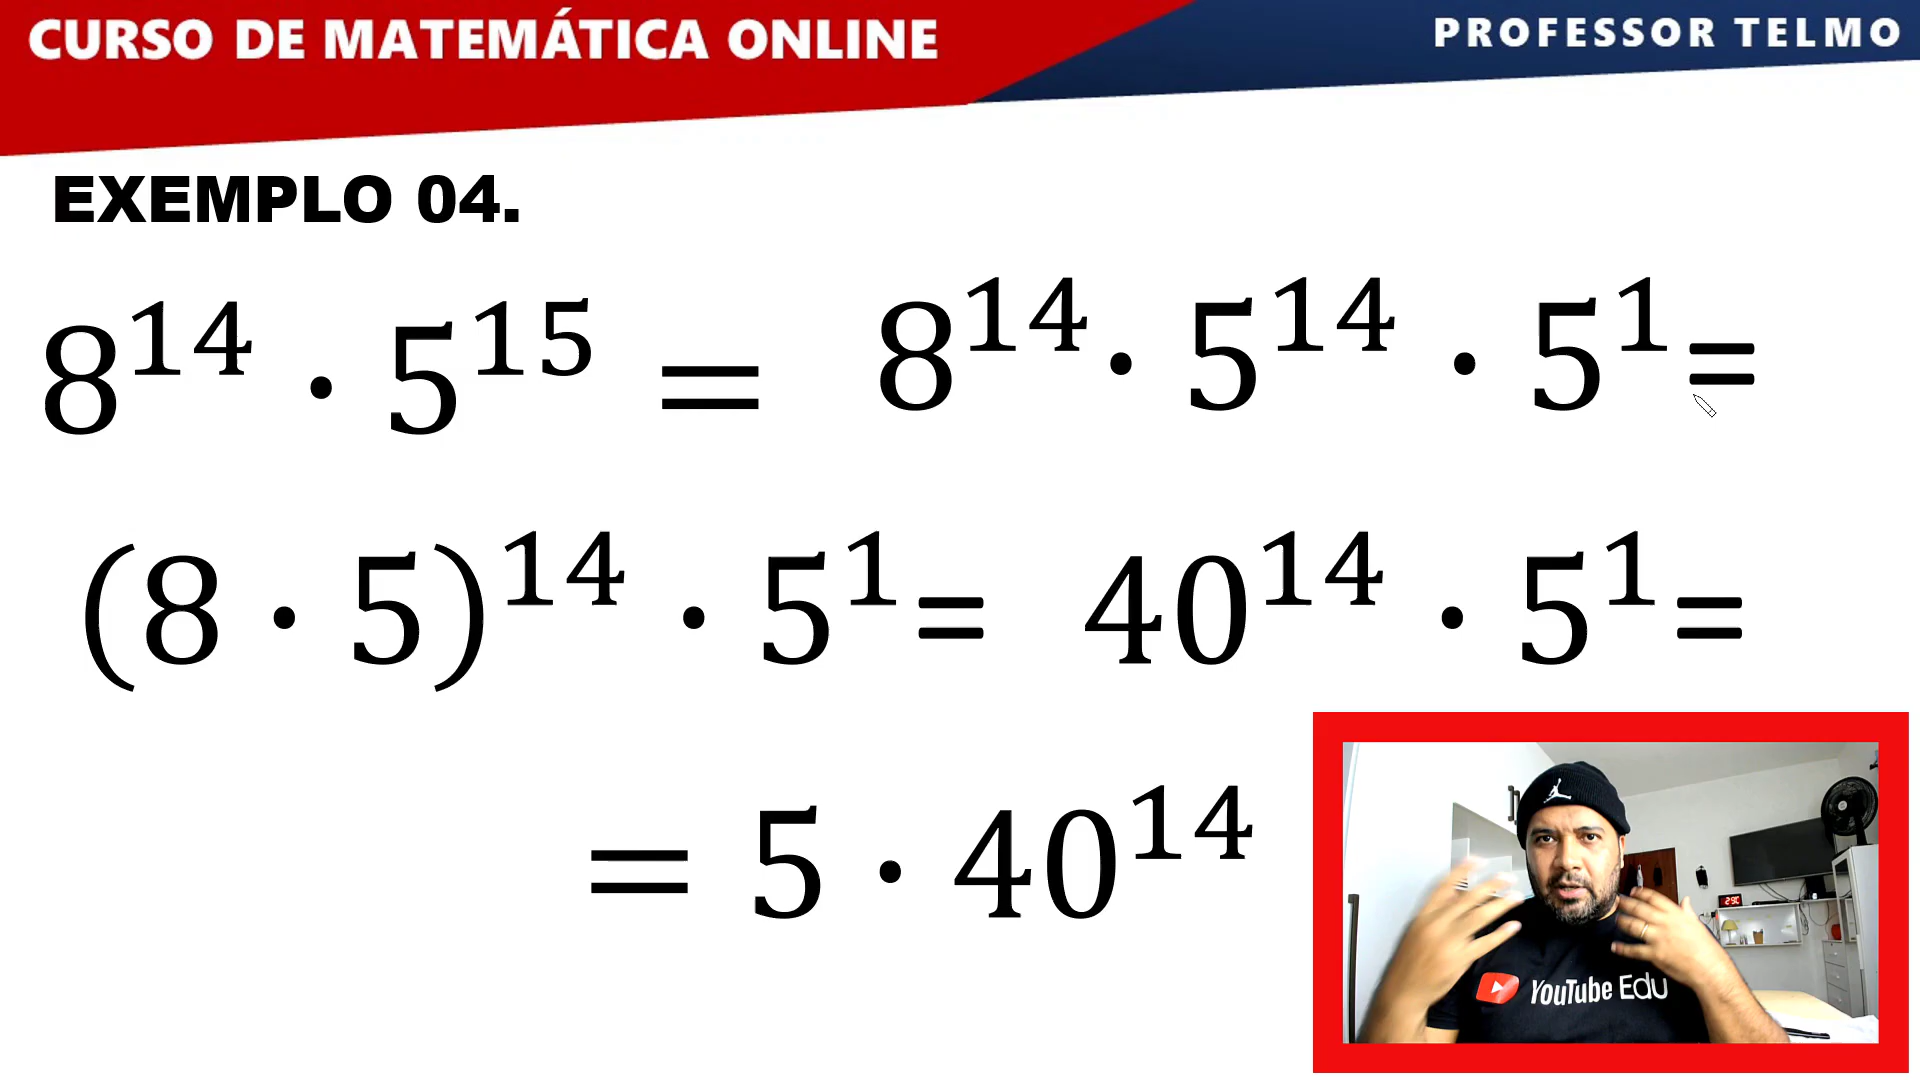 CURSO DE MATEMÁTICA ONLINE
PROFESSOR TELMO
EXEMPLO 04.
8¹⁴ · 5¹⁵ = 8¹⁴ · 5¹⁴ · 5¹ =
(8 · 5)¹⁴ · 5¹ = 40¹⁴ · 5¹ =
= 5 · 40¹⁴
YouTube Edu